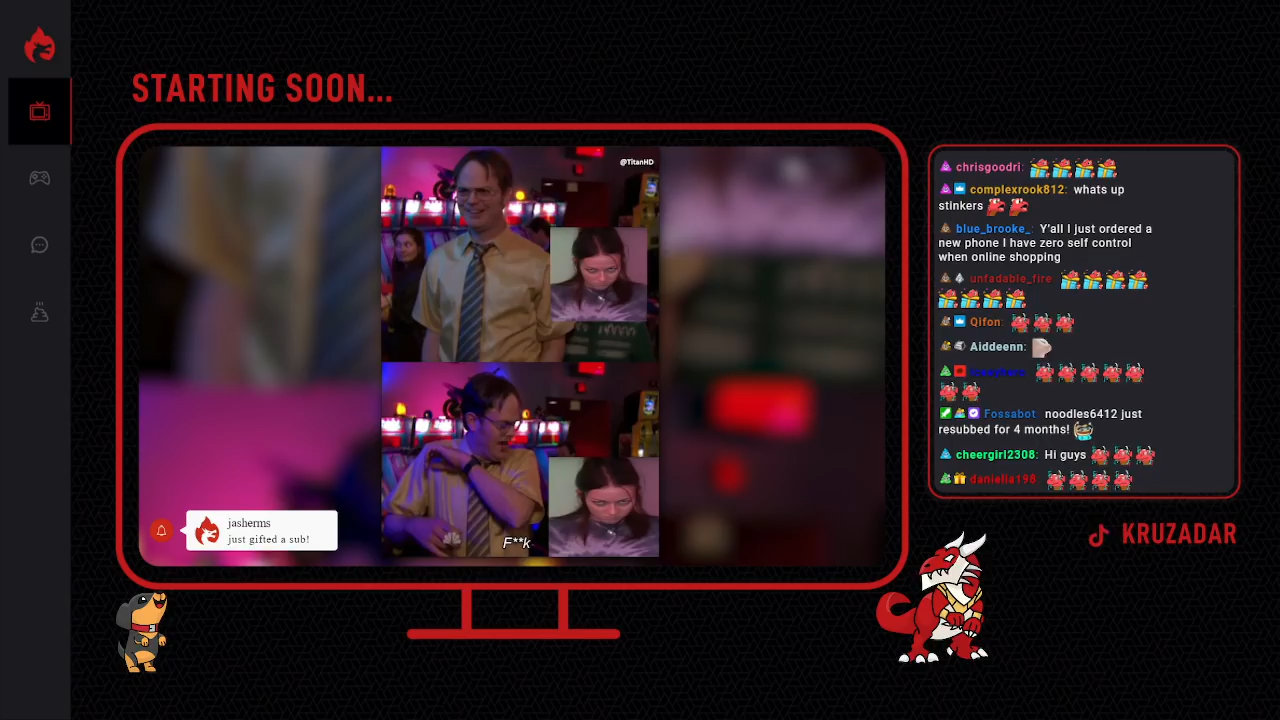 STARTING SOON...
@TitanHD
F**k
jasherms
just gifted a sub!
chrisgoodri:
complexrook812: whats up
stinkers
blue_brooke_: Y'all I just ordered a
new phone I have zero self control
when online shopping
unfadable_fire
Qifon:
Aiddeenn:
Fossabot: noodles6412 just
resubbed for 4 months!
cheergirl2308: Hi guys
daniella198
KRUZADAR